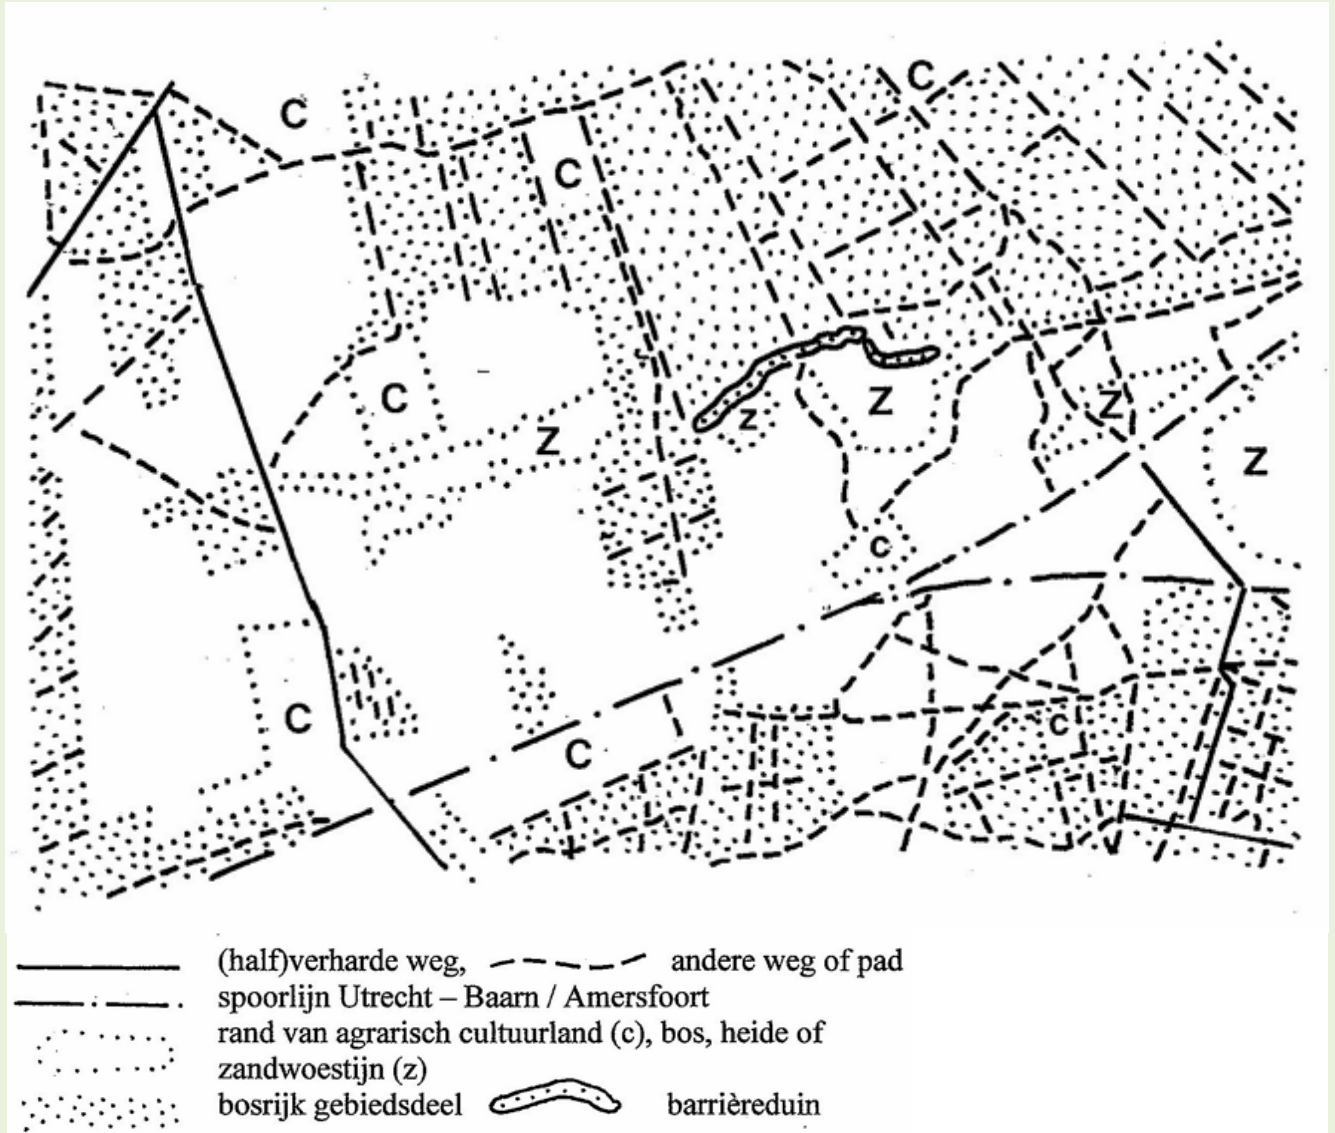 C
C
C
C
Z
Z
z
Z
Z
c
C
C
c
(half)verharde weg, andere weg of pad
spoorlijn Utrecht – Baarn / Amersfoort
rand van agrarisch cultuurland (c), bos, heide of
zandwoestijn (z)
bosrijk gebiedsdeel barrièreduin